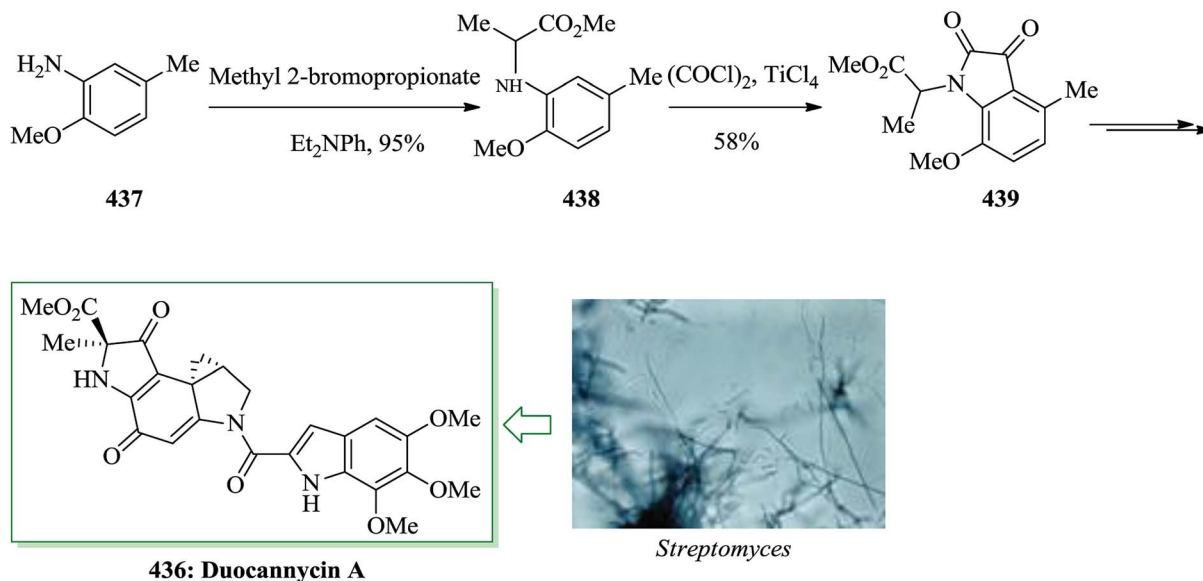 H2N
Me
MeO
437
Methyl 2-bromopropionate
Et2NPh, 95%
Me
CO2Me
NH
Me
MeO
438
(COCl)2, TiCl4
58%
O
O
MeO2C
N
Me
Me
MeO
439
MeO2C
O
Me
HN
N
O
O
N
H
OMe
OMe
OMe
436: Duocannycin A
Streptomyces